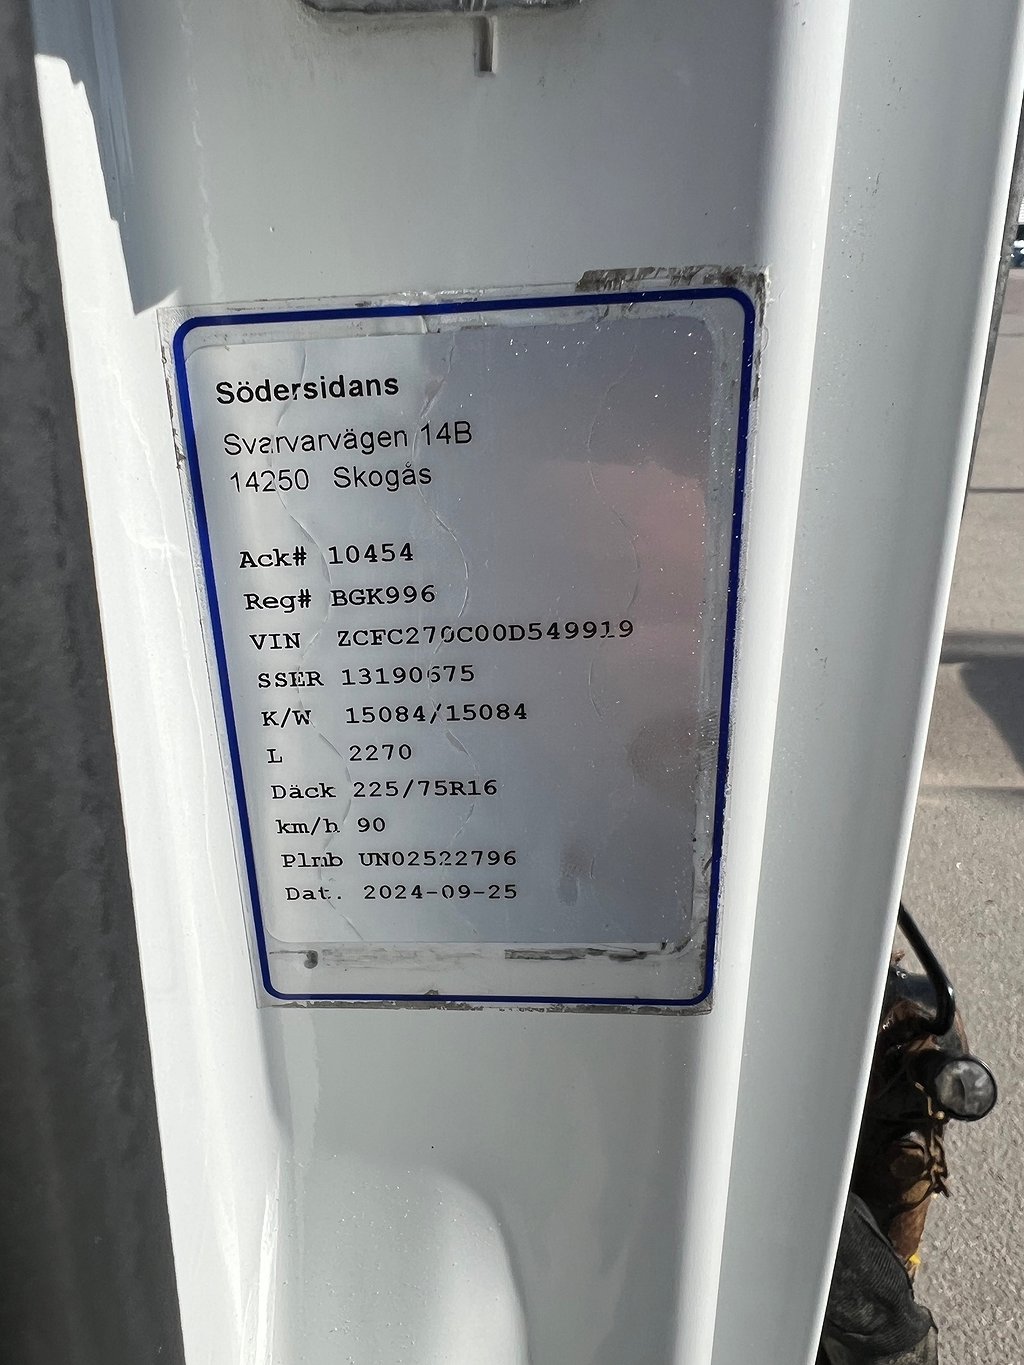 Södersidans
Svarvarvägen 14B
14250 Skogås
Ack# 10454
Reg# BGK996
VIN ZCFC270C00D549919
SSER 13190675
K/W 15084/15084
L 2270
Däck 225/75R16
km/h 90
Plmb UN02522796
Dat. 2024-09-25